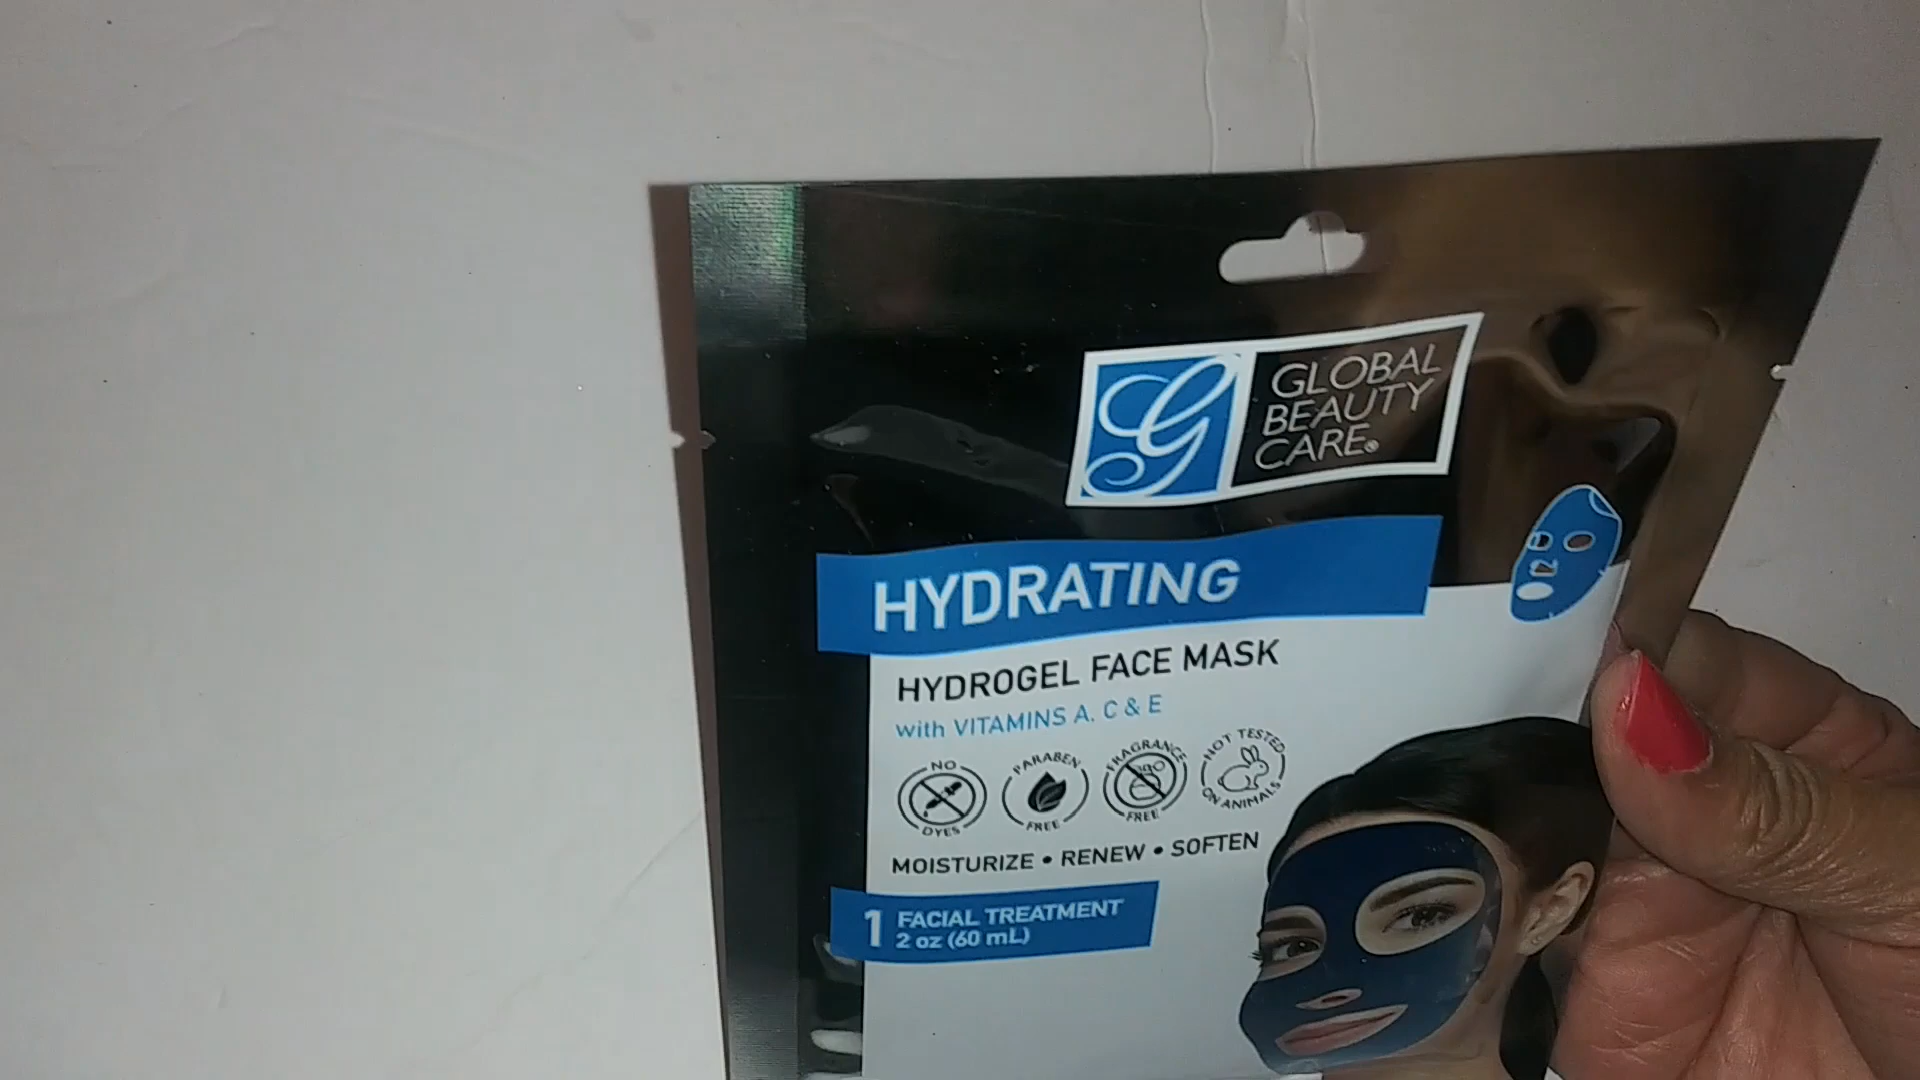 GLOBAL
BEAUTY
CARE®
HYDRATING
HYDROGEL FACE MASK
with VITAMINS A, C & E
NO DYES
PARABEN FREE
FRAGRANCE FREE
NOT TESTED ON ANIMALS
MOISTURIZE • RENEW • SOFTEN
1 FACIAL TREATMENT
2 oz (60 mL)